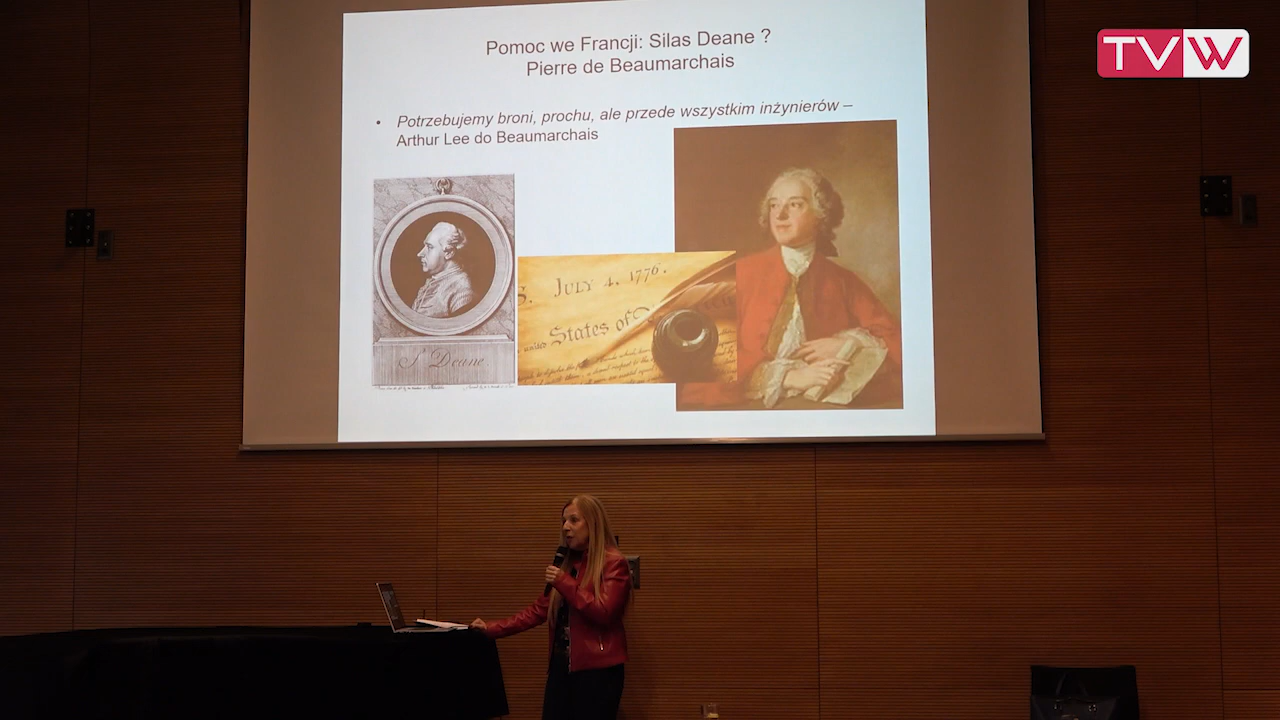 TVW
Pomoc we Francji: Silas Deane ?
Pierre de Beaumarchais
• Potrzebujemy broni, prochu, ale przede wszystkim inżynierów –
Arthur Lee do Beaumarchais
S. JULY 4, 1776.
States of
united
S. Deane